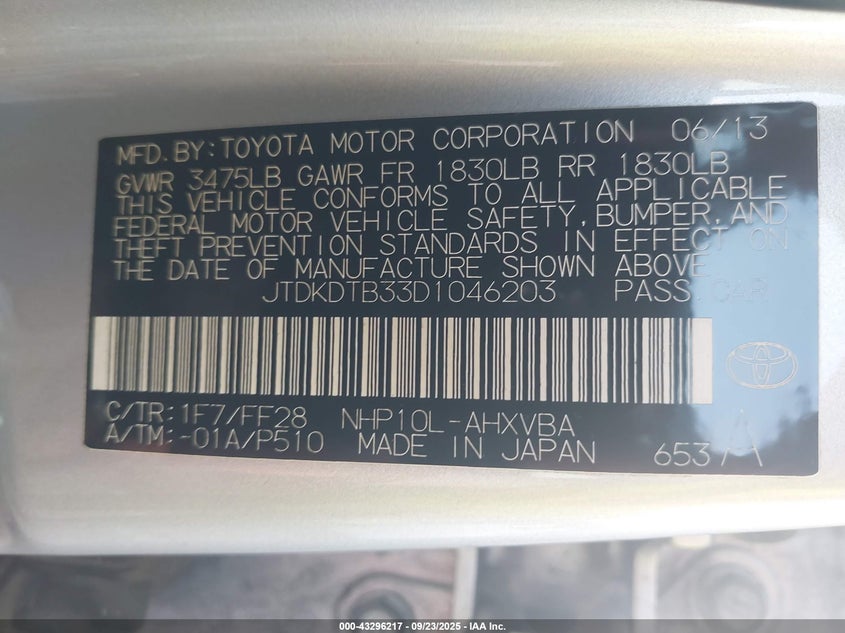 MFD.BY:TOYOTA MOTOR CORPORATION 06/13
GVWR 3475LB GAWR FR 1830LB RR 1830LB
THIS VEHICLE CONFORMS TO ALL APPLICABLE
FEDERAL MOTOR VEHICLE SAFETY, BUMPER, AND
THEFT PREVENTION STANDARDS IN EFFECT ON
THE DATE OF MANUFACTURE SHOWN ABOVE.
JTDKDTB33D1046203 PASS.CAR
C/TR:1F7/FF28 NHP10L-AHXVBA
A/TM:-01A/P510 MADE IN JAPAN 653A
000-43296217 - 09/23/2025 - IAA Inc.